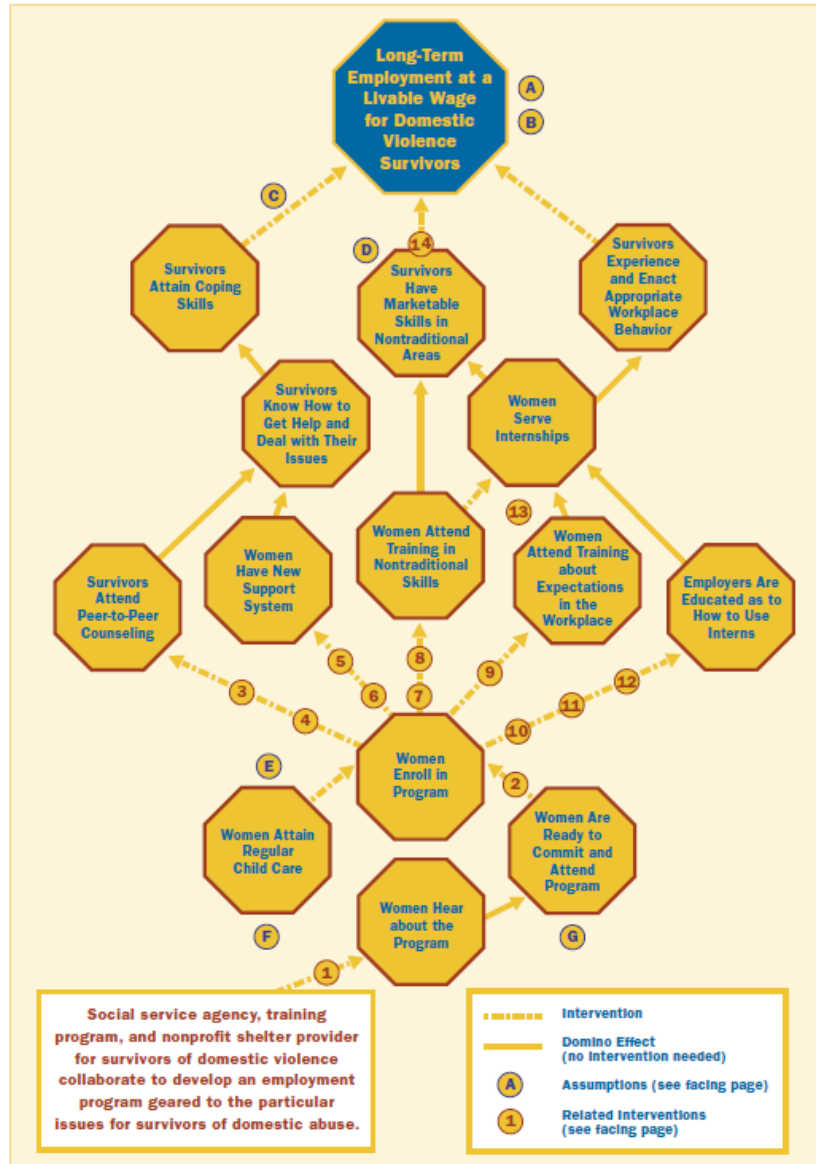 Long-Term
Employment at a
Livable Wage
for Domestic
Violence
Survivors
A
B
C
D
14
Survivors
Attain Coping
Skills
Survivors
Have
Marketable
Skills in
Nontraditional
Areas
Survivors
Experience
and Enact
Appropriate
Workplace
Behavior
Survivors
Know How to
Get Help and
Deal with Their
Issues
Women
Serve
Internships
13
Survivors
Attend
Peer-to-Peer
Counseling
Women
Have New
Support
System
Women Attend
Training in
Nontraditional
Skills
Women
Attend Training
about
Expectations
in the
Workplace
Employers Are
Educated as to
How to Use
Interns
3
4
5
6
8
7
9
10
11
12
Women
Enroll in
Program
E
2
Women Attain
Regular
Child Care
Women Are
Ready to
Commit and
Attend
Program
F
Women Hear
about the
Program
G
1
Social service agency, training
program, and nonprofit shelter provider
for survivors of domestic violence
collaborate to develop an employment
program geared to the particular
issues for survivors of domestic abuse.
Intervention
Domino Effect
(no intervention needed)
A Assumptions (see facing page)
1 Related Interventions
(see facing page)